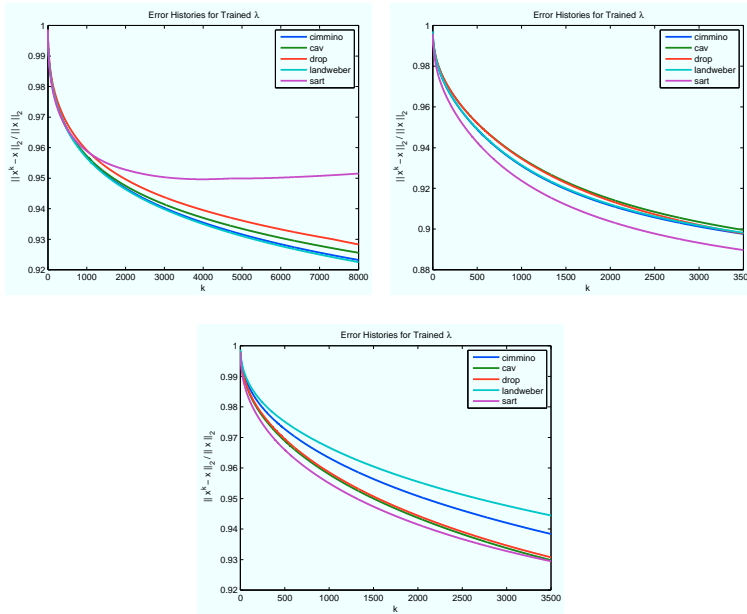 Error Histories for Trained λ
1
0.99
0.98
0.97
0.96
0.95
0.94
0.93
0.92
|| x^k − x ||_2 / || x ||_2
0 1000 2000 3000 4000 5000 6000 7000 8000
k
cimmino
cav
drop
landweber
sart
Error Histories for Trained λ
1
0.98
0.96
0.94
0.92
0.9
0.88
|| x^k − x ||_2 / || x ||_2
0 500 1000 1500 2000 2500 3000 3500
k
cimmino
cav
drop
landweber
sart
Error Histories for Trained λ
1
0.99
0.98
0.97
0.96
0.95
0.94
0.93
0.92
|| x^k − x ||_2 / || x ||_2
0 500 1000 1500 2000 2500 3000 3500
k
cimmino
cav
drop
landweber
sart